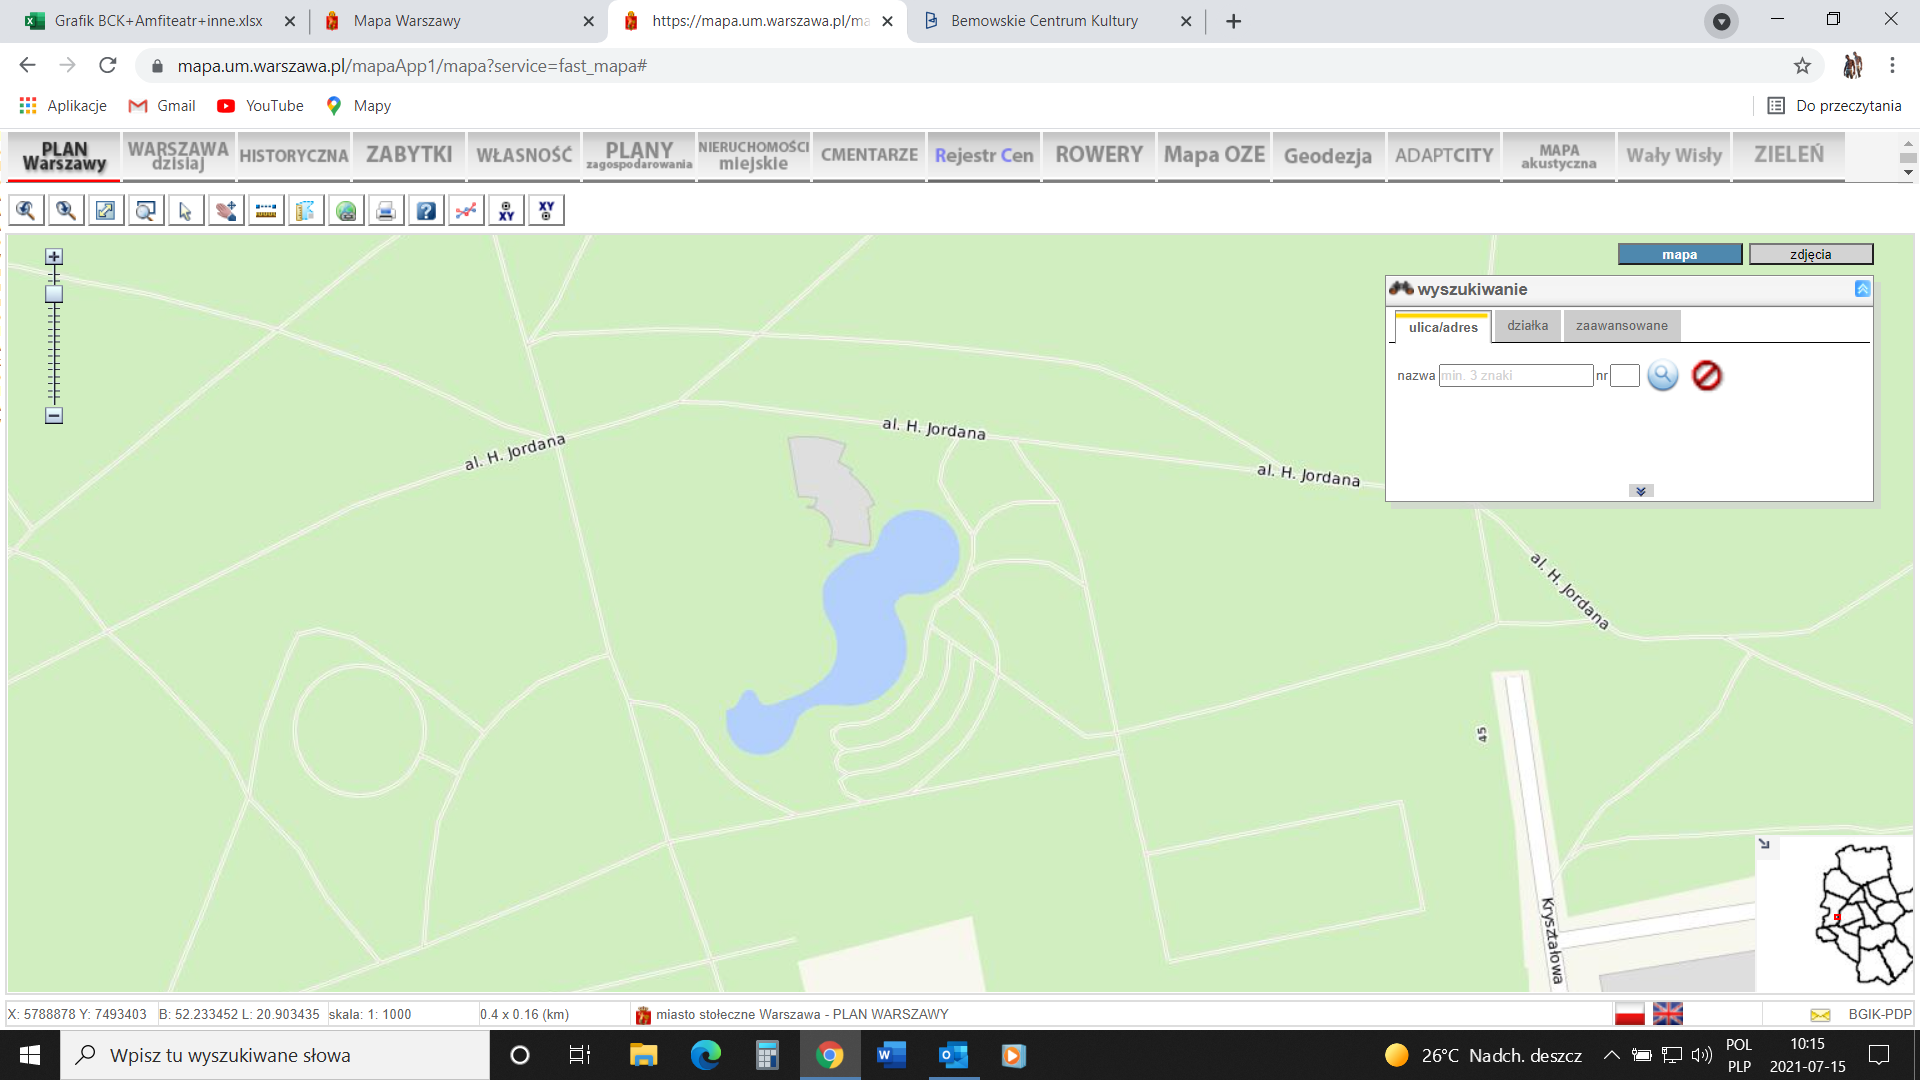 Grafik BCK+Amfiteatr+inne.xlsx
Mapa Warszawy
https://mapa.um.warszawa.pl/ma
Bemowskie Centrum Kultury
mapa.um.warszawa.pl/mapaApp1/mapa?service=fast_mapa#
Aplikacje
Gmail
YouTube
Mapy
Do przeczytania
PLAN Warszawy
WARSZAWA dzisiaj
HISTORYCZNA
ZABYTKI
WŁASNOŚĆ
PLANY zagospodarowania
NIERUCHOMOŚCI miejskie
CMENTARZE
Rejestr Cen
ROWERY
Mapa OZE
Geodezja
ADAPTCITY
MAPA akustyczna
Wały Wisły
ZIELEŃ
XY
XY
mapa
zdjęcia
wyszukiwanie
ulica/adres
działka
zaawansowane
nazwa min. 3 znaki nr
al. H. Jordana
al. H. Jordana
al. H. Jordana
al. H. Jordana
45
Kryształowa
X: 5788878 Y: 7493403
B: 52.233452 L: 20.903435
skala: 1: 1000
0.4 x 0.16 (km)
miasto stołeczne Warszawa - PLAN WARSZAWY
BGIK-PDP
Wpisz tu wyszukiwane słowa
26°C Nadch. deszcz
POL
PLP
10:15
2021-07-15